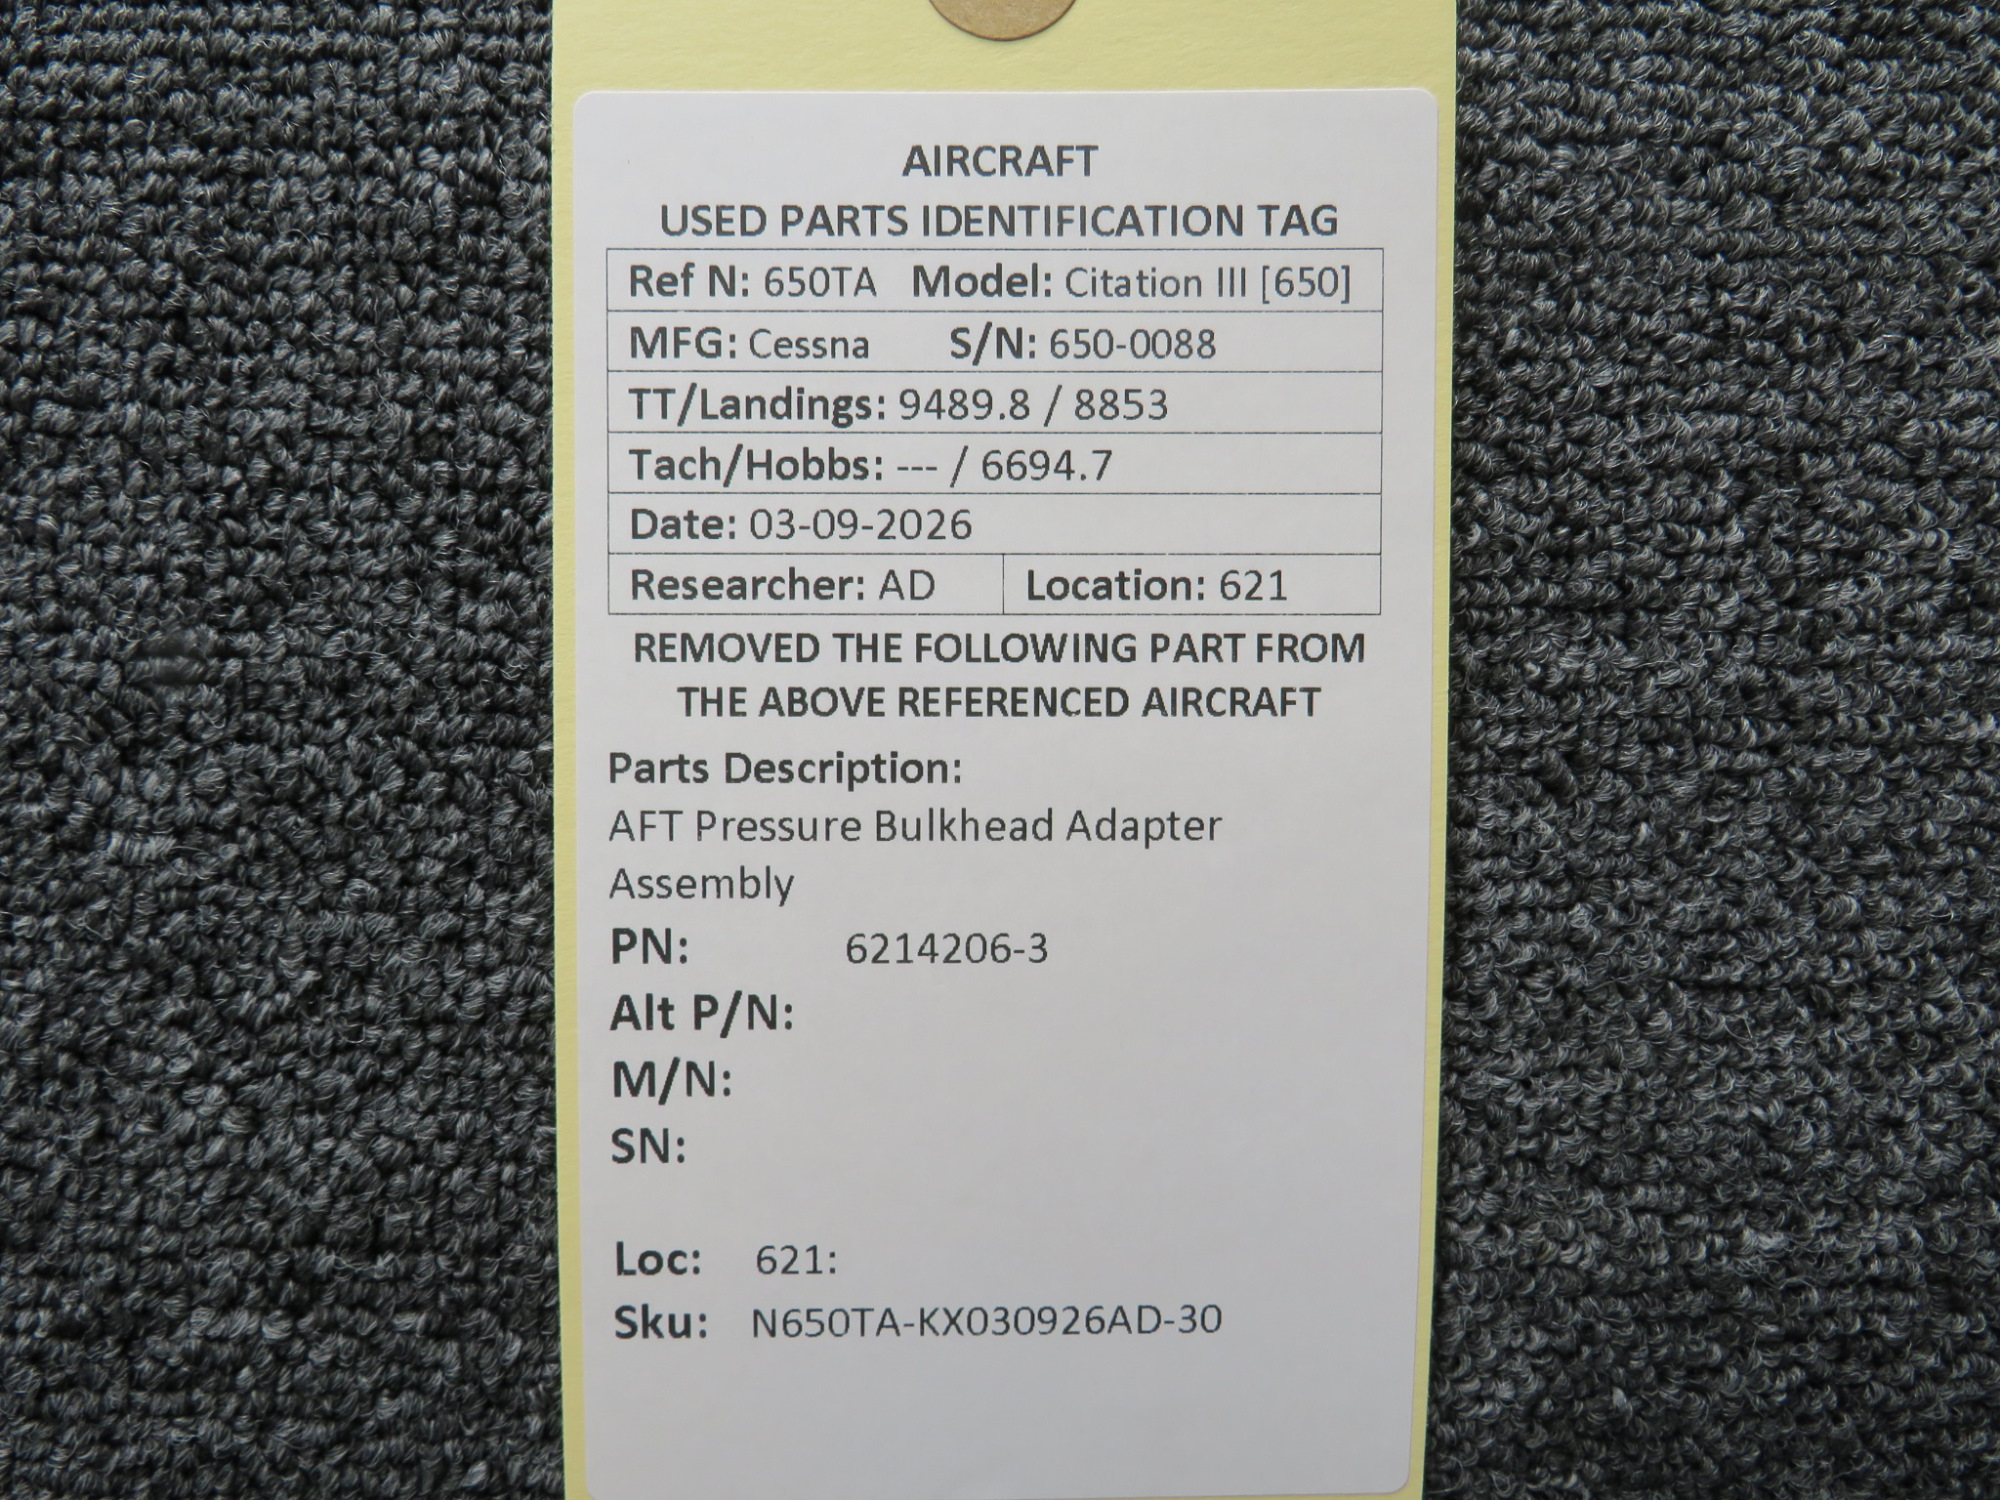 AIRCRAFT
USED PARTS IDENTIFICATION TAG
Ref N: 650TA Model: Citation III [650]
MFG: Cessna S/N: 650-0088
TT/Landings: 9489.8 / 8853
Tach/Hobbs: --- / 6694.7
Date: 03-09-2026
Researcher: AD Location: 621
REMOVED THE FOLLOWING PART FROM
THE ABOVE REFERENCED AIRCRAFT
Parts Description:
AFT Pressure Bulkhead Adapter
Assembly
PN: 6214206-3
Alt P/N:
M/N:
SN:
Loc: 621:
Sku: N650TA-KX030926AD-30